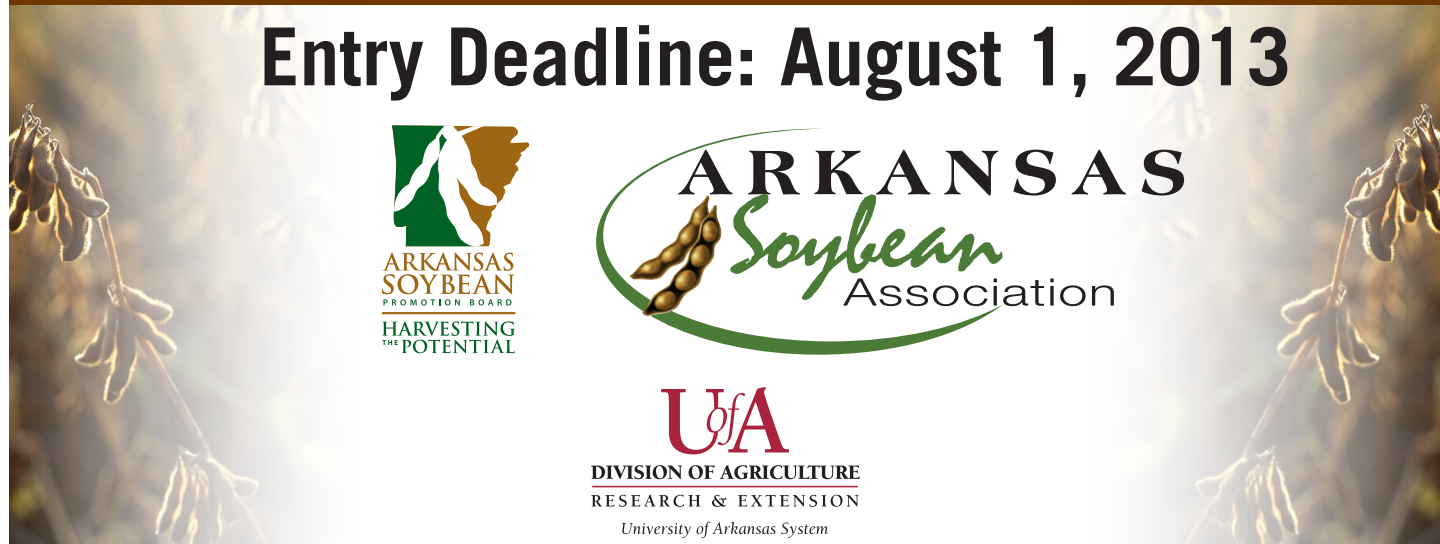 Entry Deadline: August 1, 2013
ARKANSAS
SOYBEAN
PROMOTION BOARD
HARVESTING
THE POTENTIAL
ARKANSAS
Soybean
Association
UofA
DIVISION OF AGRICULTURE
RESEARCH & EXTENSION
University of Arkansas System